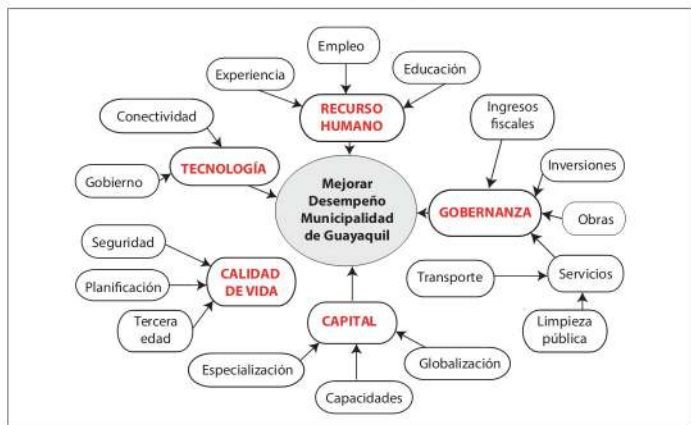 Empleo
Experiencia
Educación
RECURSO
HUMANO
Conectividad
TECNOLOGÍA
Gobierno
Ingresos
fiscales
Inversiones
GOBERNANZA
Obras
Mejorar
Desempeño
Municipalidad
de Guayaquil
Seguridad
Planificación
Tercera
edad
CALIDAD
DE VIDA
Transporte
Servicios
Limpieza
pública
CAPITAL
Especialización
Globalización
Capacidades